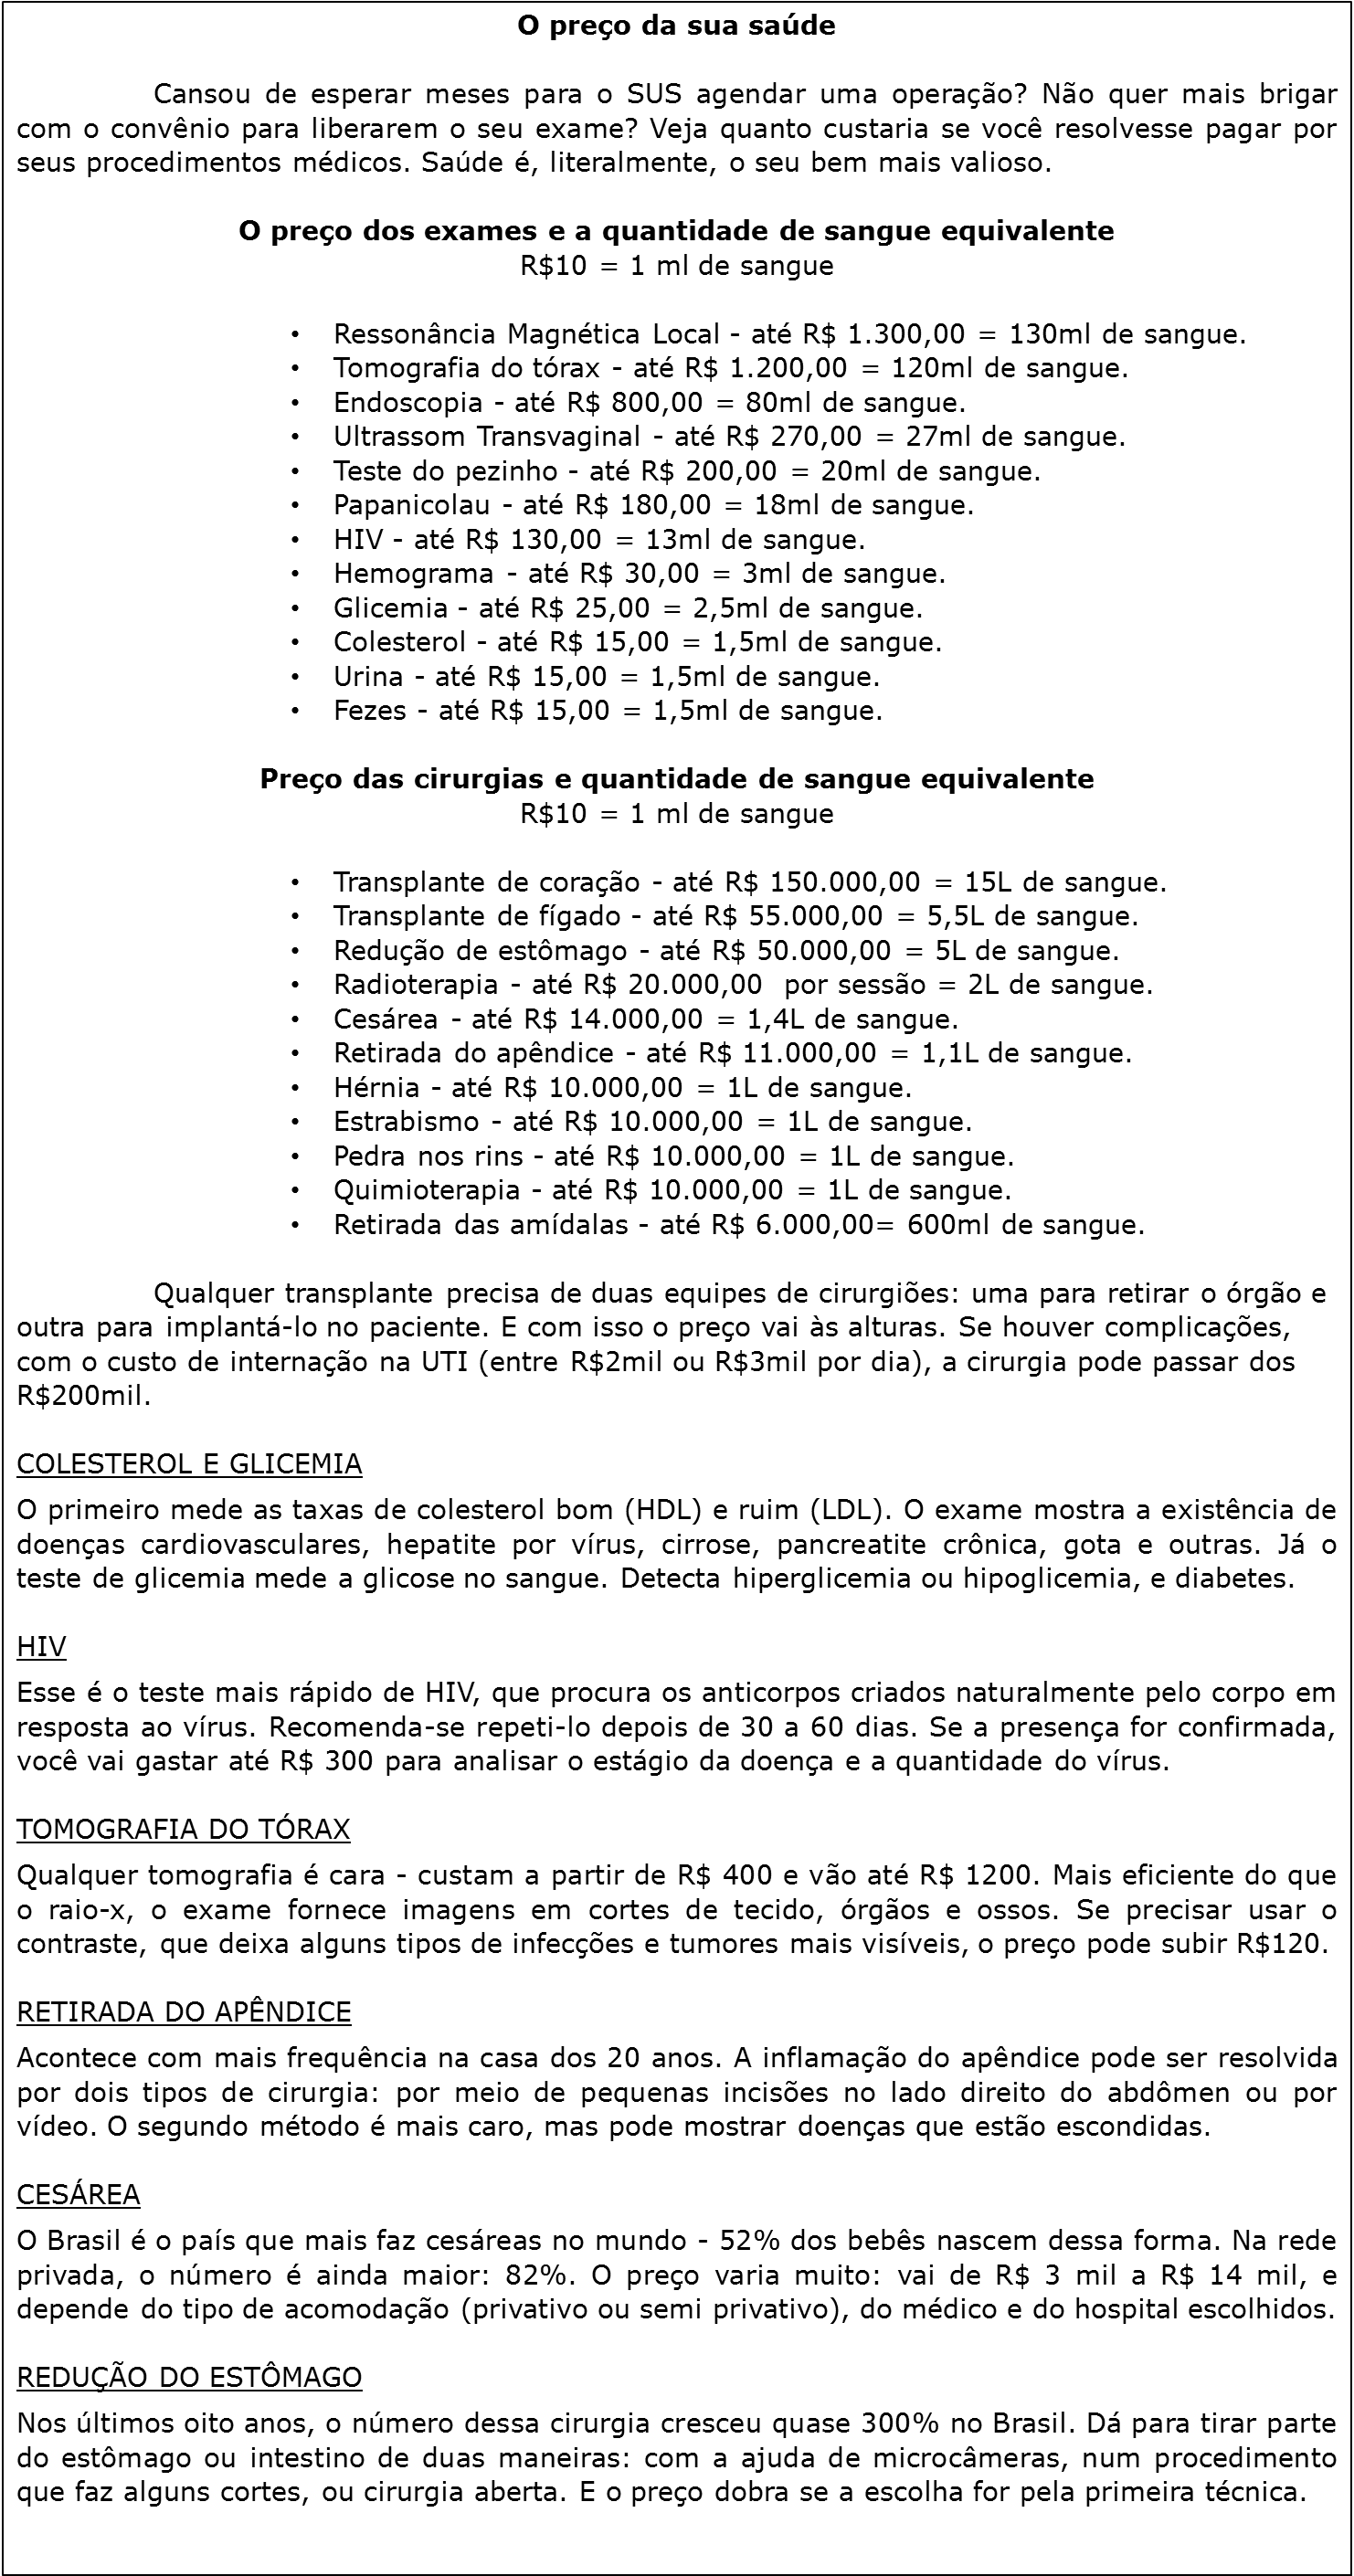 O preço da sua saúde
Cansou de esperar meses para o SUS agendar uma operação? Não quer mais brigar
com o convênio para liberarem o seu exame? Veja quanto custaria se você resolvesse pagar por
seus procedimentos médicos. Saúde é, literalmente, o seu bem mais valioso.
O preço dos exames e a quantidade de sangue equivalente
R$10 = 1 ml de sangue
• Ressonância Magnética Local - até R$ 1.300,00 = 130ml de sangue.
• Tomografia do tórax - até R$ 1.200,00 = 120ml de sangue.
• Endoscopia - até R$ 800,00 = 80ml de sangue.
• Ultrassom Transvaginal - até R$ 270,00 = 27ml de sangue.
• Teste do pezinho - até R$ 200,00 = 20ml de sangue.
• Papanicolau - até R$ 180,00 = 18ml de sangue.
• HIV - até R$ 130,00 = 13ml de sangue.
• Hemograma - até R$ 30,00 = 3ml de sangue.
• Glicemia - até R$ 25,00 = 2,5ml de sangue.
• Colesterol - até R$ 15,00 = 1,5ml de sangue.
• Urina - até R$ 15,00 = 1,5ml de sangue.
• Fezes - até R$ 15,00 = 1,5ml de sangue.
Preço das cirurgias e quantidade de sangue equivalente
R$10 = 1 ml de sangue
• Transplante de coração - até R$ 150.000,00 = 15L de sangue.
• Transplante de fígado - até R$ 55.000,00 = 5,5L de sangue.
• Redução de estômago - até R$ 50.000,00 = 5L de sangue.
• Radioterapia - até R$ 20.000,00 por sessão = 2L de sangue.
• Cesárea - até R$ 14.000,00 = 1,4L de sangue.
• Retirada do apêndice - até R$ 11.000,00 = 1,1L de sangue.
• Hérnia - até R$ 10.000,00 = 1L de sangue.
• Estrabismo - até R$ 10.000,00 = 1L de sangue.
• Pedra nos rins - até R$ 10.000,00 = 1L de sangue.
• Quimioterapia - até R$ 10.000,00 = 1L de sangue.
• Retirada das amídalas - até R$ 6.000,00= 600ml de sangue.
Qualquer transplante precisa de duas equipes de cirurgiões: uma para retirar o órgão e
outra para implantá-lo no paciente. E com isso o preço vai às alturas. Se houver complicações,
com o custo de internação na UTI (entre R$2mil ou R$3mil por dia), a cirurgia pode passar dos
R$200mil.
COLESTEROL E GLICEMIA
O primeiro mede as taxas de colesterol bom (HDL) e ruim (LDL). O exame mostra a existência de
doenças cardiovasculares, hepatite por vírus, cirrose, pancreatite crônica, gota e outras. Já o
teste de glicemia mede a glicose no sangue. Detecta hiperglicemia ou hipoglicemia, e diabetes.
HIV
Esse é o teste mais rápido de HIV, que procura os anticorpos criados naturalmente pelo corpo em
resposta ao vírus. Recomenda-se repeti-lo depois de 30 a 60 dias. Se a presença for confirmada,
você vai gastar até R$ 300 para analisar o estágio da doença e a quantidade do vírus.
TOMOGRAFIA DO TÓRAX
Qualquer tomografia é cara - custam a partir de R$ 400 e vão até R$ 1200. Mais eficiente do que
o raio-x, o exame fornece imagens em cortes de tecido, órgãos e ossos. Se precisar usar o
contraste, que deixa alguns tipos de infecções e tumores mais visíveis, o preço pode subir R$120.
RETIRADA DO APÊNDICE
Acontece com mais frequência na casa dos 20 anos. A inflamação do apêndice pode ser resolvida
por dois tipos de cirurgia: por meio de pequenas incisões no lado direito do abdômen ou por
vídeo. O segundo método é mais caro, mas pode mostrar doenças que estão escondidas.
CESÁREA
O Brasil é o país que mais faz cesáreas no mundo - 52% dos bebês nascem dessa forma. Na rede
privada, o número é ainda maior: 82%. O preço varia muito: vai de R$ 3 mil a R$ 14 mil, e
depende do tipo de acomodação (privativo ou semi privativo), do médico e do hospital escolhidos.
REDUÇÃO DO ESTÔMAGO
Nos últimos oito anos, o número dessa cirurgia cresceu quase 300% no Brasil. Dá para tirar parte
do estômago ou intestino de duas maneiras: com a ajuda de microcâmeras, num procedimento
que faz alguns cortes, ou cirurgia aberta. E o preço dobra se a escolha for pela primeira técnica.